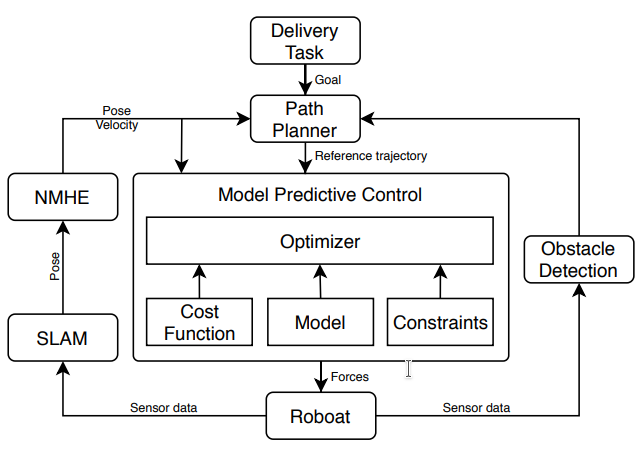 Delivery
Task
Goal
Pose
Velocity
Path
Planner
Reference trajectory
NMHE
Model Predictive Control
Optimizer
Obstacle
Detection
Pose
Cost
Function
Model
Constraints
SLAM
Forces
Sensor data
Roboat
Sensor data